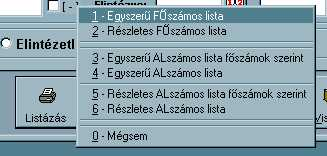 1 - Egyszerű FŐszámos lista
2 - Részletes FŐszámos lista
3 - Egyszerű ALszámos lista főszámok szerint
4 - Egyszerű ALszámos lista
5 - Részletes ALszámos lista főszámok szerint
6 - Részletes ALszámos lista
0 - Mégsem
Elintézetl
Listázás